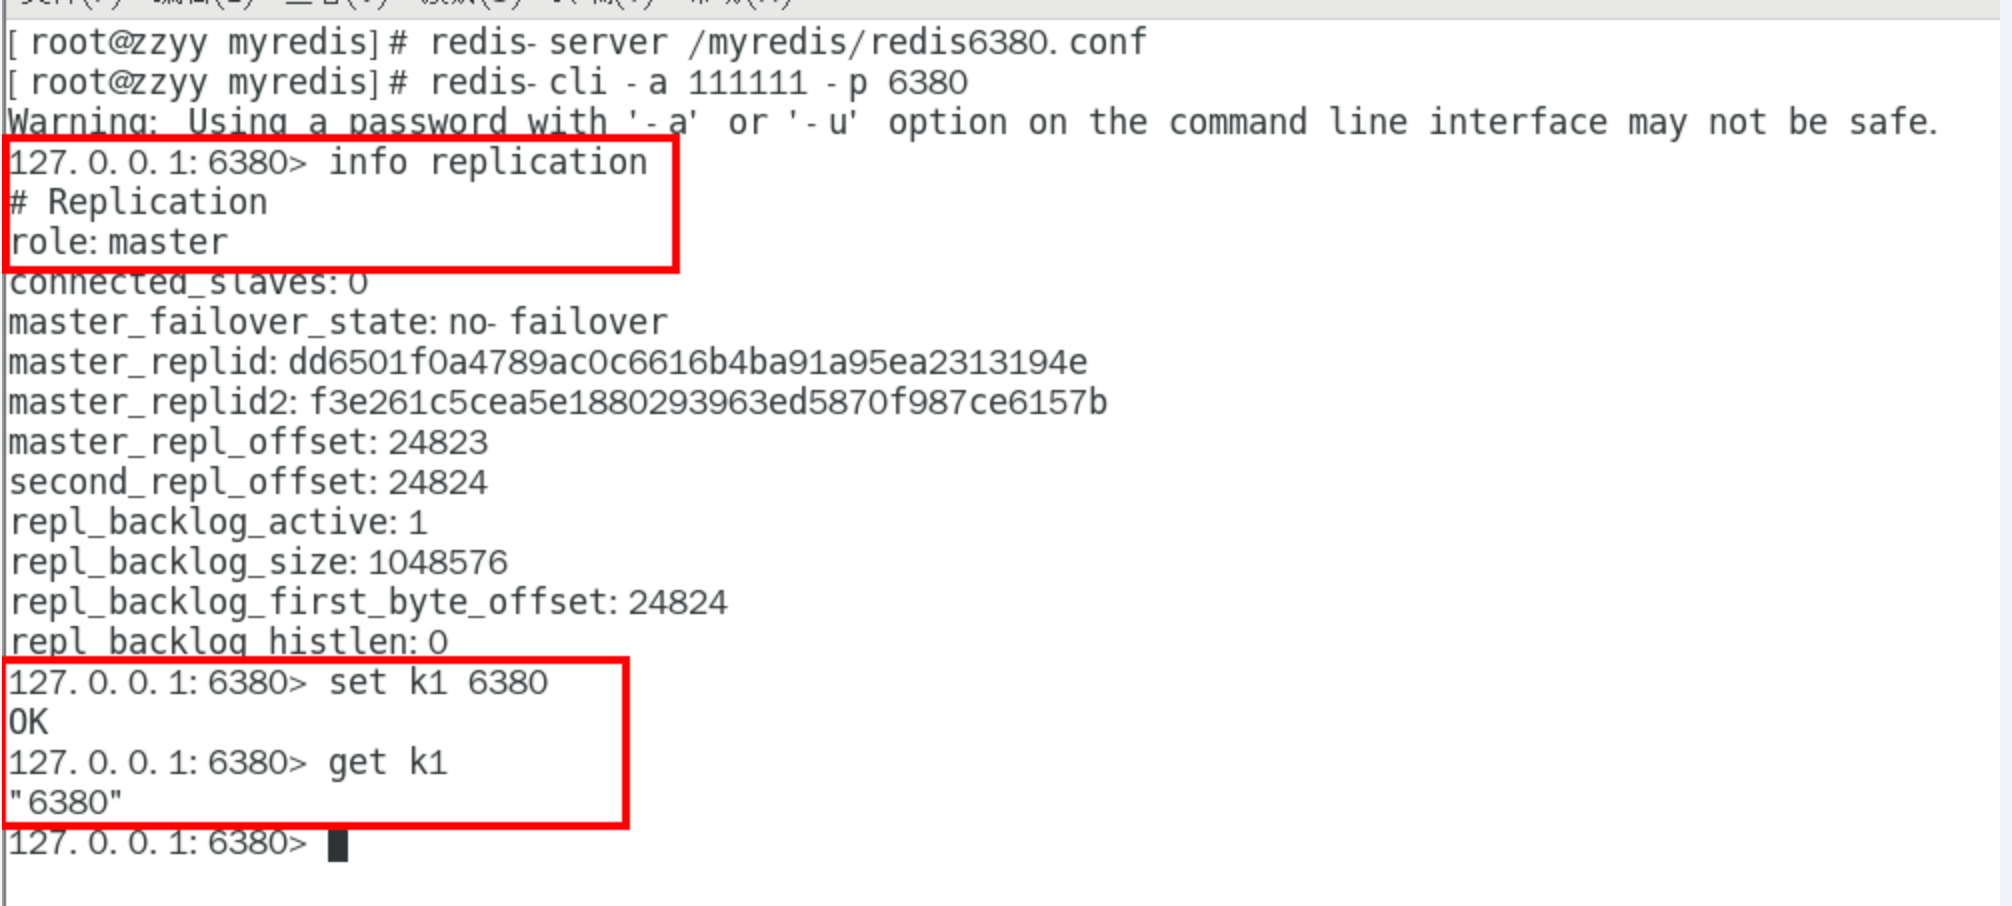 [root@zzyy myredis]# redis-server /myredis/redis6380.conf
[root@zzyy myredis]# redis-cli -a 111111 -p 6380
Warning: Using a password with '-a' or '-u' option on the command line interface may not be safe.
127.0.0.1:6380> info replication
# Replication
role:master
connected_slaves:0
master_failover_state:no-failover
master_replid:dd6501f0a4789ac0c6616b4ba91a95ea2313194e
master_replid2:f3e261c5cea5e1880293963ed5870f987ce6157b
master_repl_offset:24823
second_repl_offset:24824
repl_backlog_active:1
repl_backlog_size:1048576
repl_backlog_first_byte_offset:24824
repl_backlog_histlen:0
127.0.0.1:6380> set k1 6380
OK
127.0.0.1:6380> get k1
"6380"
127.0.0.1:6380>